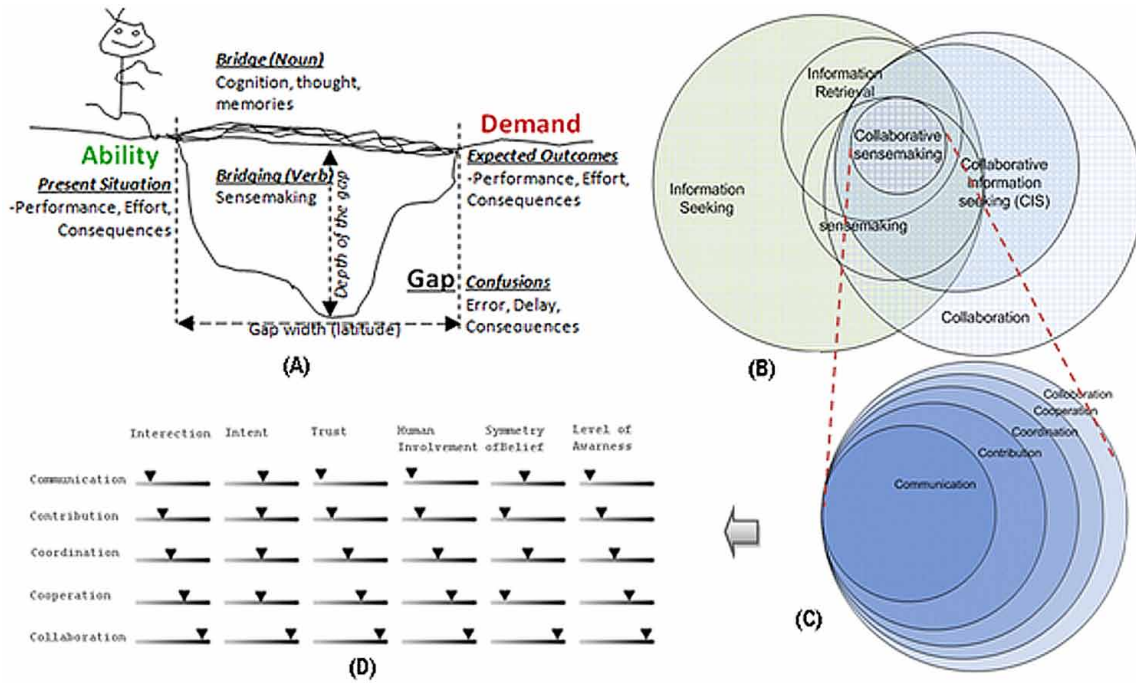 Bridge (Noun)
Cognition, thought,
memories
Ability
Present Situation
-Performance, Effort,
Consequences
Bridging (Verb)
Sensemaking
Depth of the gap
Demand
Expected Outcomes
-Performance, Effort,
Consequences
Gap
Confusions
Error, Delay,
Consequences
Gap width (latitude)
(A)
Information
Retrieval
Collaborative
sensemaking
Information
Seeking
Collaborative
information
seeking (CIS)
sensemaking
Collaboration
(B)
Collaboration
Cooperation
Coordination
Contribution
Communication
(C)
Interection
Intent
Trust
Human
Involvement
Symmetry
ofBelief
Level of
Awarness
Communication
Contribution
Coordination
Cooperation
Collaboration
(D)